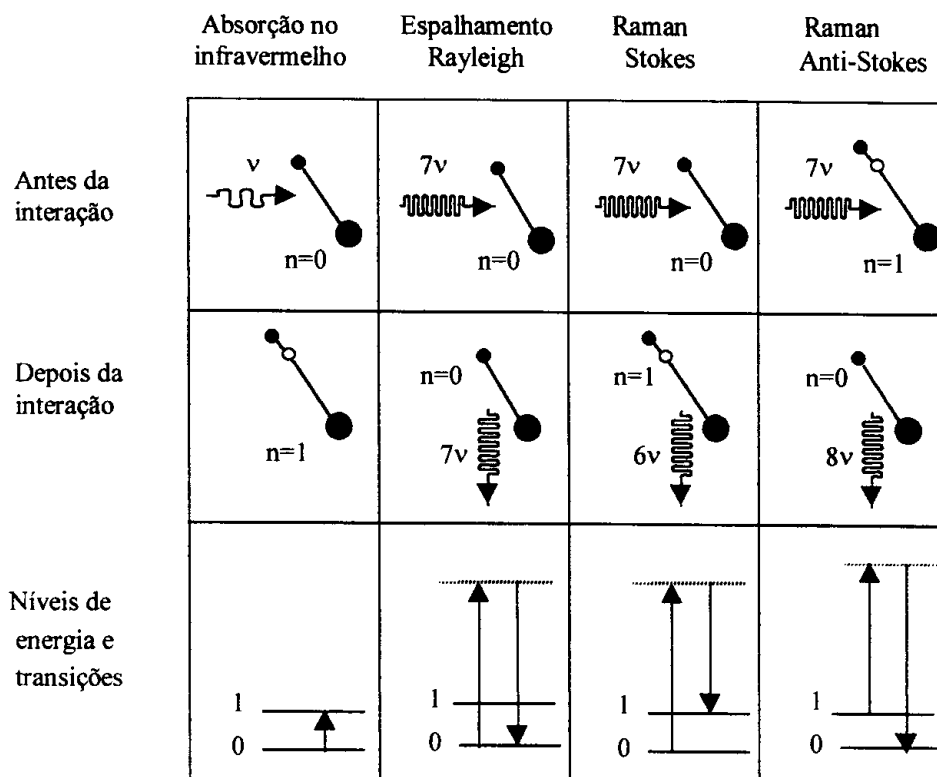 Absorção no
infravermelho
Espalhamento
Rayleigh
Raman
Stokes
Raman
Anti-Stokes
Antes da
interação
ν
n=0
7ν
n=0
7ν
n=0
7ν
n=1
Depois da
interação
n=1
n=0
7ν
n=1
6ν
n=0
8ν
Níveis de
energia e
transições
1
0
1
0
1
0
1
0